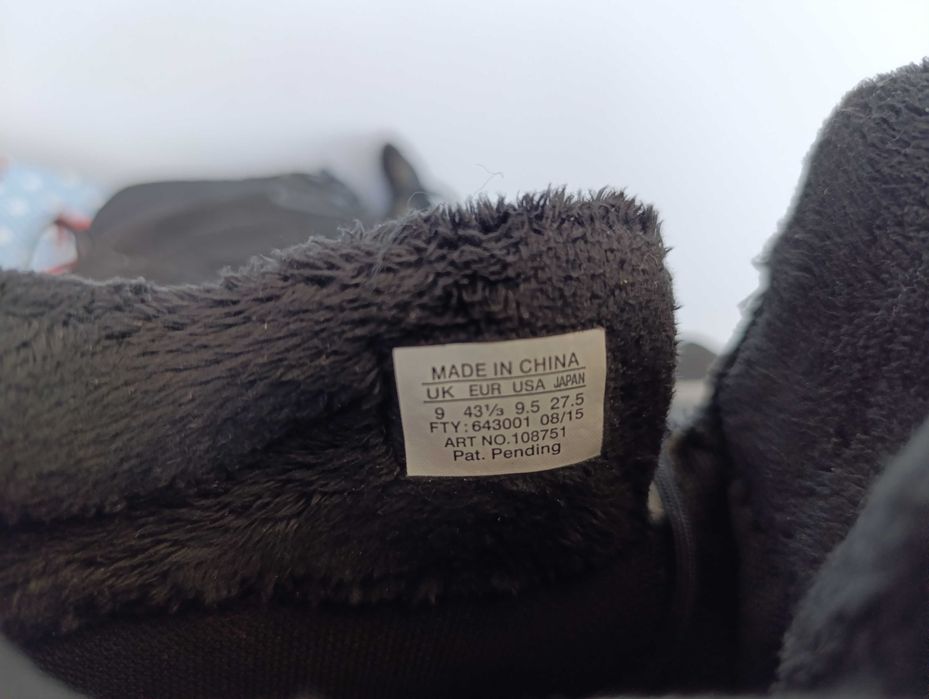 MADE IN CHINA
UK EUR USA JAPAN
9 43⅓ 9.5 27.5
FTY: 643001 08/15
ART NO.108751
Pat. Pending